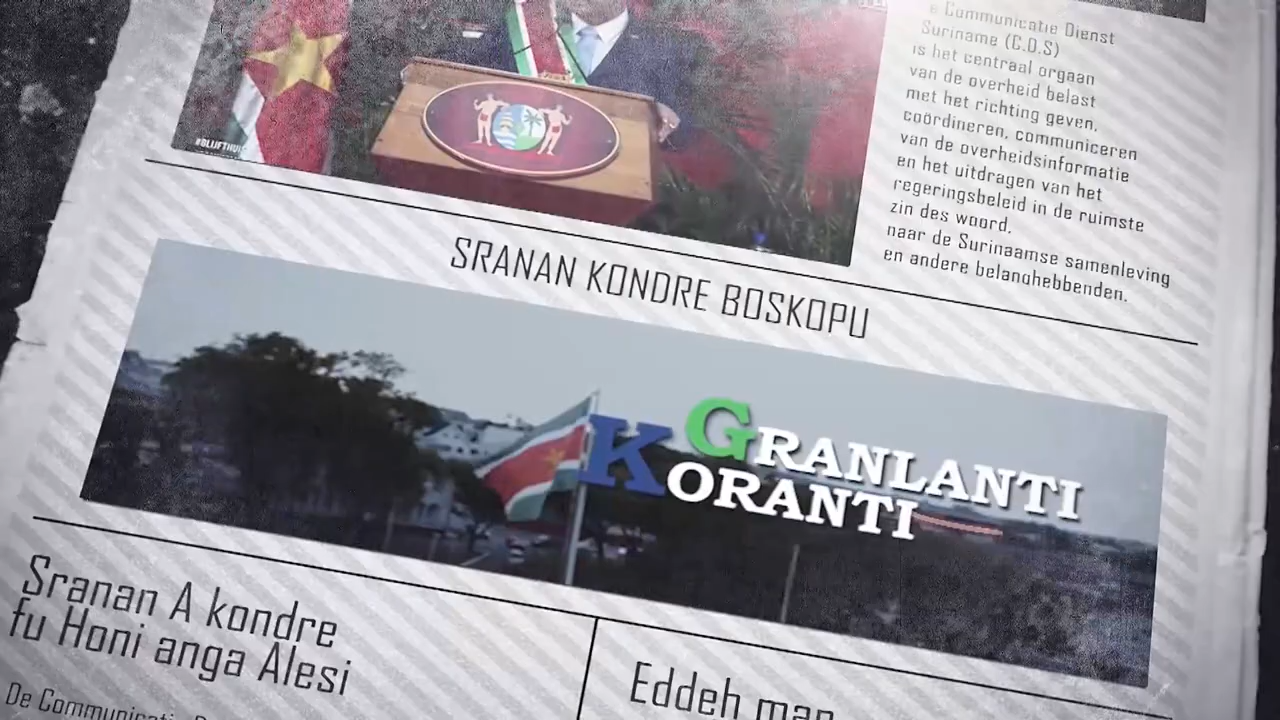 e Communicatie Dienst
Suriname (C.D.S)
is het centraal orgaan
van de overheid belast
met het richting geven,
coördineren, communiceren
van de overheidsinformatie
en het uitdragen van het
regeringsbeleid in de ruimste
zin des woord.
naar de Surinaamse samenleving
en andere belanghebbenden.
SRANAN KONDRE BOSKOPU
GRANLANTI
KORANTI
Sranan A kondre
fu Honi anga Alesi
Eddeh man
De